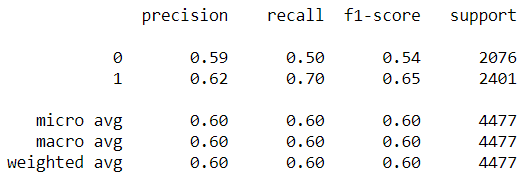 precision recall f1-score support
0 0.59 0.50 0.54 2076
1 0.62 0.70 0.65 2401
micro avg 0.60 0.60 0.60 4477
macro avg 0.60 0.60 0.60 4477
weighted avg 0.60 0.60 0.60 4477